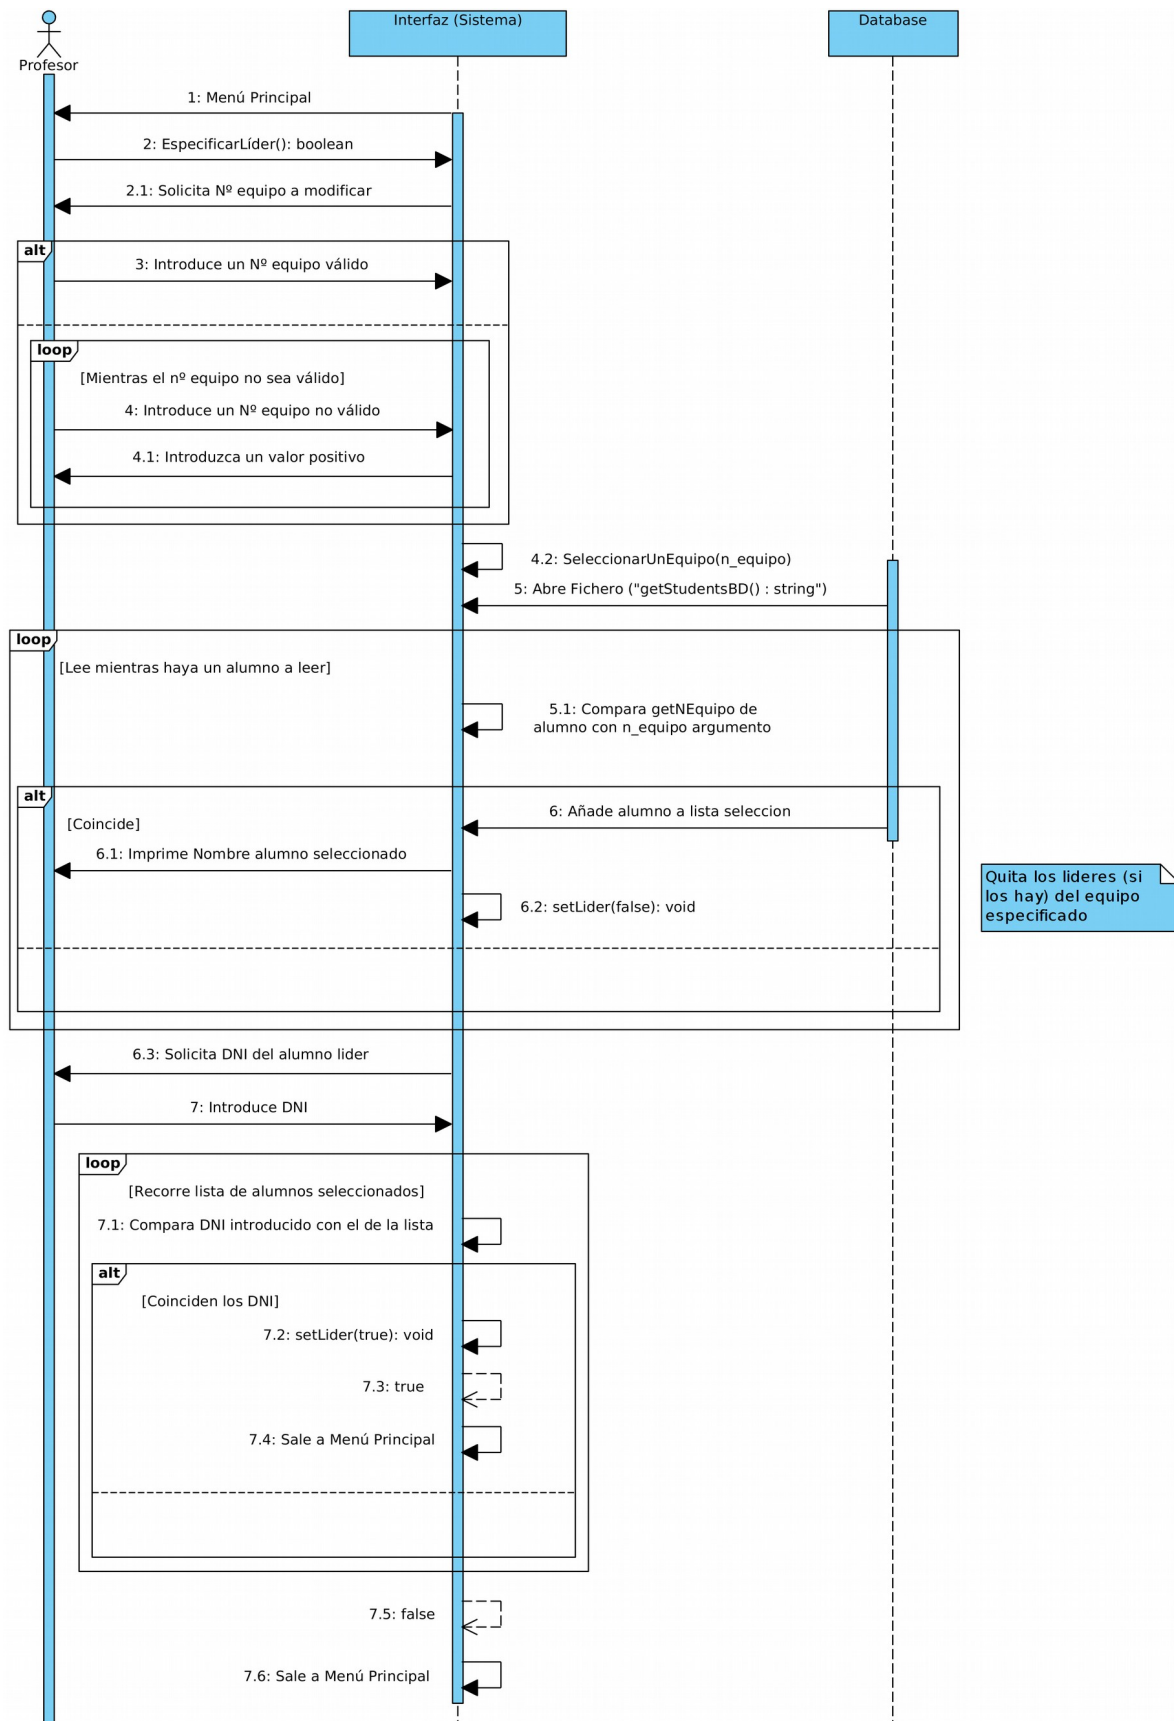 Interfaz (Sistema)
Database
Profesor
1: Menú Principal
2: EspecificarLíder(): boolean
2.1: Solicita Nº equipo a modificar
alt
3: Introduce un Nº equipo válido
loop
[Mientras el nº equipo no sea válido]
4: Introduce un Nº equipo no válido
4.1: Introduzca un valor positivo
4.2: SeleccionarUnEquipo(n_equipo)
5: Abre Fichero ("getStudentsBD() : string")
loop
[Lee mientras haya un alumno a leer]
5.1: Compara getNEquipo de
alumno con n_equipo argumento
alt
6: Añade alumno a lista seleccion
[Coincide]
6.1: Imprime Nombre alumno seleccionado
Quita los lideres (si
los hay) del equipo
especificado
6.2: setLider(false): void
6.3: Solicita DNI del alumno lider
7: Introduce DNI
loop
[Recorre lista de alumnos seleccionados]
7.1: Compara DNI introducido con el de la lista
alt
[Coinciden los DNI]
7.2: setLider(true): void
7.3: true
7.4: Sale a Menú Principal
7.5: false
7.6: Sale a Menú Principal